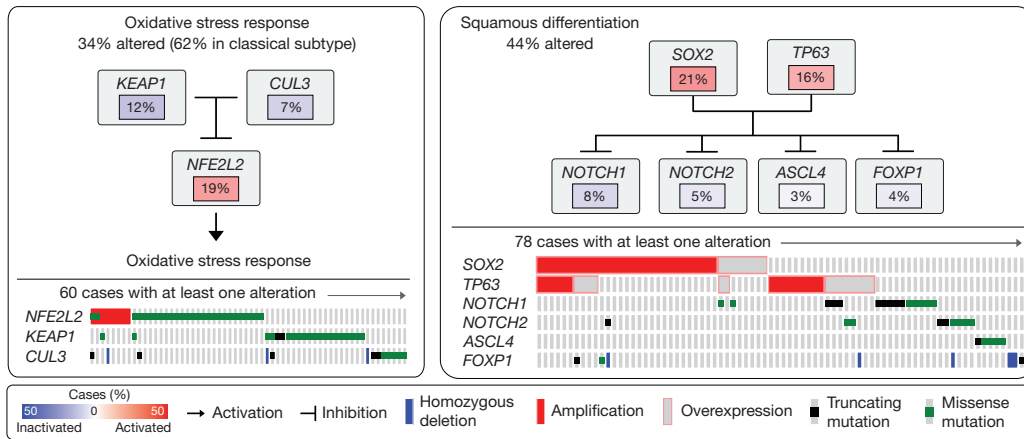 Oxidative stress response
34% altered (62% in classical subtype)
KEAP1
12%
CUL3
7%
NFE2L2
19%
Oxidative stress response
60 cases with at least one alteration
NFE2L2
KEAP1
CUL3
Squamous differentiation
44% altered
SOX2
21%
TP63
16%
NOTCH1
8%
NOTCH2
5%
ASCL4
3%
FOXP1
4%
78 cases with at least one alteration
SOX2
TP63
NOTCH1
NOTCH2
ASCL4
FOXP1
Cases (%)
50 0 50
Inactivated Activated
Activation
Inhibition
Homozygous
deletion
Amplification
Overexpression
Truncating
mutation
Missense
mutation